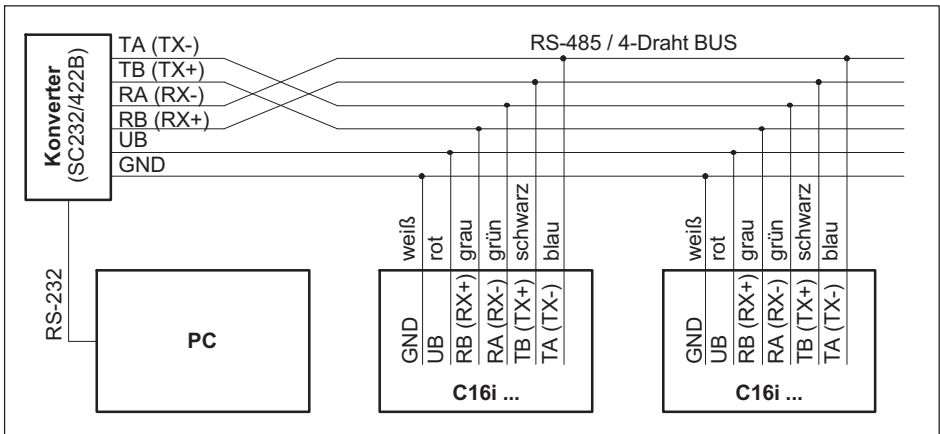 TA (TX-)
TB (TX+)
RA (RX-)
RB (RX+)
UB
GND
Konverter
(SC232/422B)
RS-485 / 4-Draht BUS
RS-232
PC
weiß
rot
grau
grün
schwarz
blau
GND
UB
RB (RX+)
RA (RX-)
TB (TX+)
TA (TX-)
C16i ...
weiß
rot
grau
grün
schwarz
blau
GND
UB
RB (RX+)
RA (RX-)
TB (TX+)
TA (TX-)
C16i ...